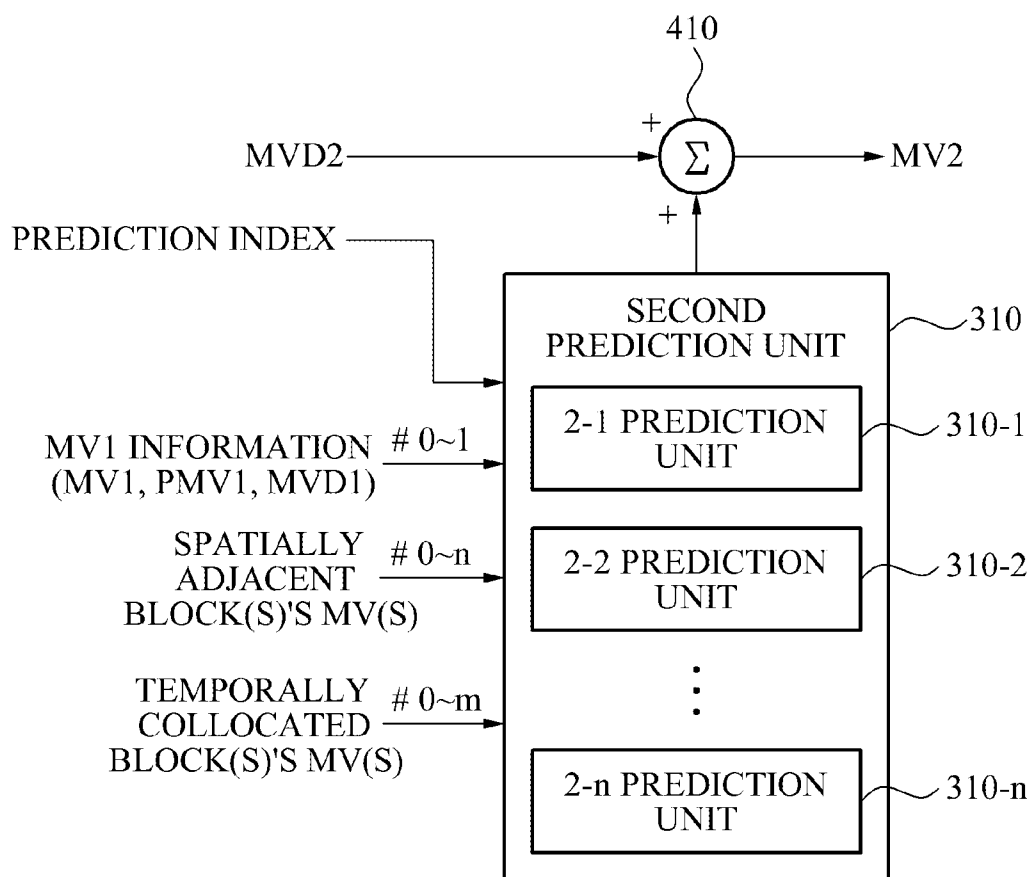 410
+
MVD2
Σ
MV2
+
PREDICTION INDEX
SECOND
PREDICTION UNIT
310
2-1 PREDICTION
UNIT
310-1
MV1 INFORMATION
(MV1, PMV1, MVD1)
# 0~1
SPATIALLY
ADJACENT
BLOCK(S)'S MV(S)
# 0~n
2-2 PREDICTION
UNIT
310-2
TEMPORALLY
COLLOCATED
BLOCK(S)'S MV(S)
# 0~m
2-n PREDICTION
UNIT
310-n